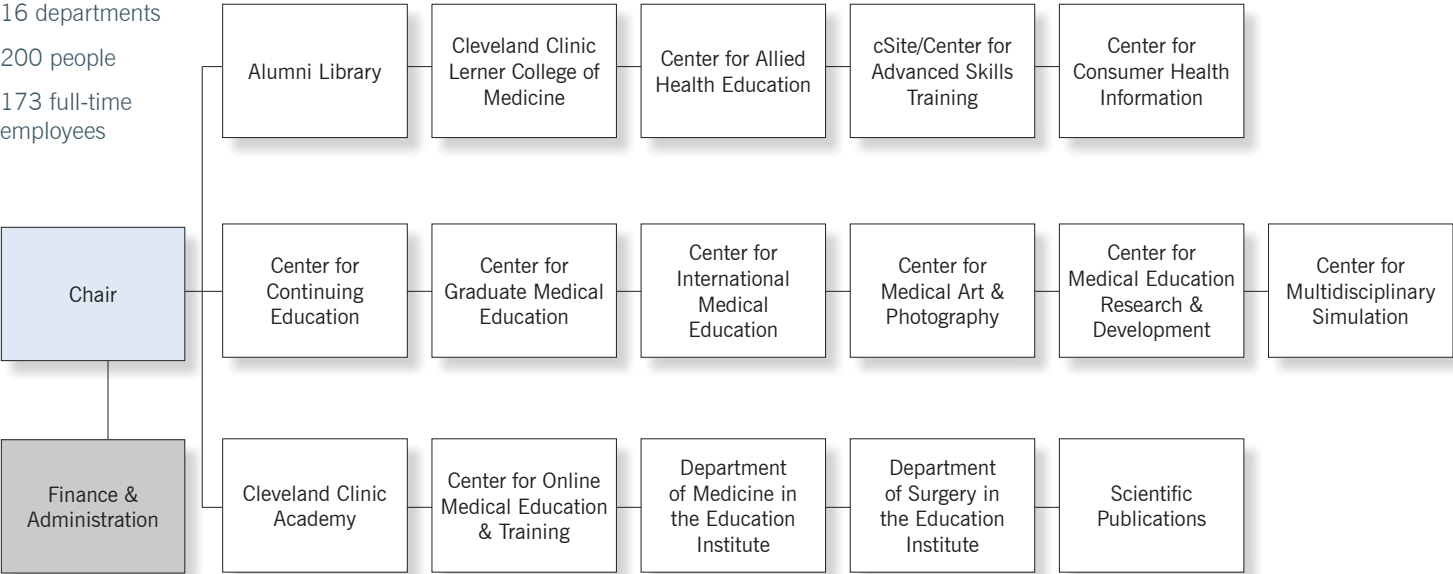 16 departments
200 people
173 full-time
employees
Alumni Library
Cleveland Clinic
Lerner College of
Medicine
Center for Allied
Health Education
cSite/Center for
Advanced Skills
Training
Center for
Consumer Health
Information
Chair
Center for
Continuing
Education
Center for
Graduate Medical
Education
Center for
International
Medical
Education
Center for
Medical Art &
Photography
Center for
Medical Education
Research &
Development
Center for
Multidisciplinary
Simulation
Finance &
Administration
Cleveland Clinic
Academy
Center for Online
Medical Education
& Training
Department
of Medicine in
the Education
Institute
Department
of Surgery in
the Education
Institute
Scientific
Publications